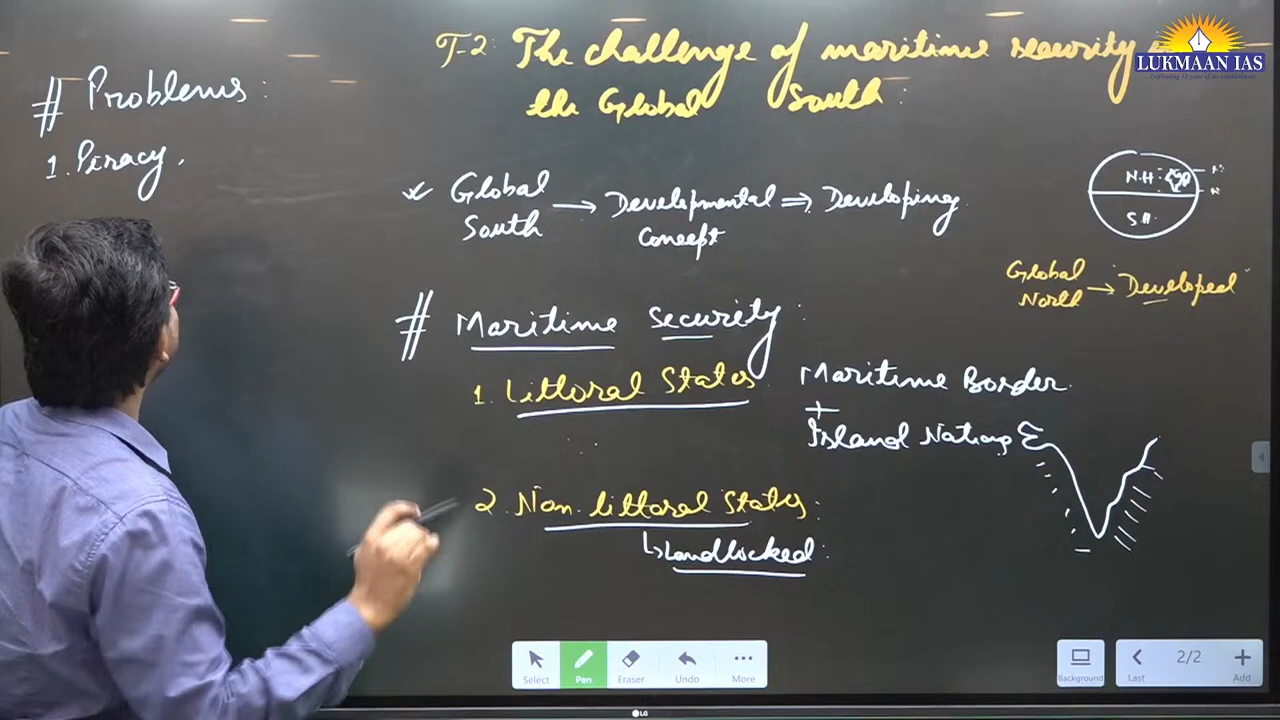 T-2: The challenge of maritime security
the Global South:
LUKMAAN IAS
# Problems:
1. Piracy.
Global South → Developmental Concept ⇒ Developing
N.H
S.H.
Global North → "Developed"
# Maritime Security:
1. Littoral States
Maritime Border
+
Island Nations
2. Non-littoral States:
↳ Landlocked:
Select
Pen
Eraser
Undo
More
Background
Last
2/2
Add
LG